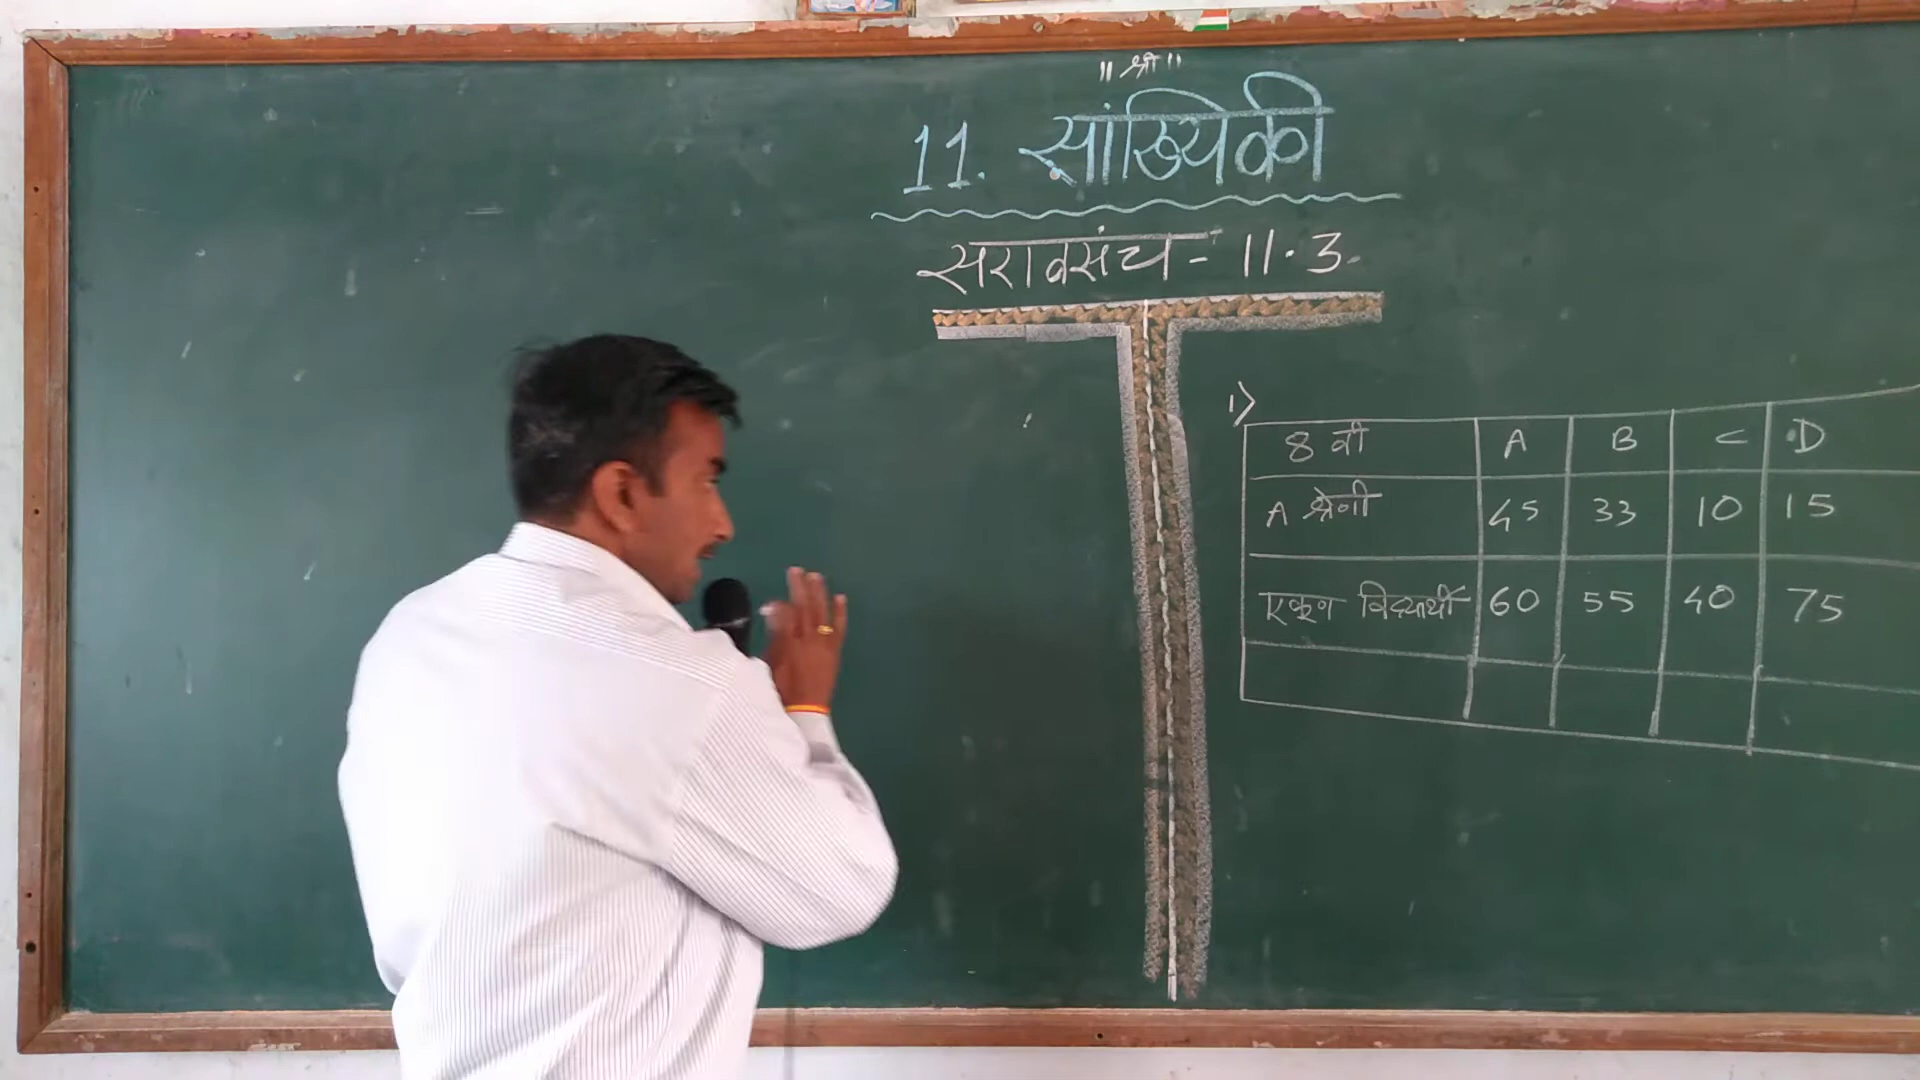 ॥ श्री ॥
11. सांख्यिकी
सरावसंच - 11.3.
1)
8 वी A B C D
A श्रेणी 45 33 10 15
एकूण विद्यार्थी 60 55 40 75